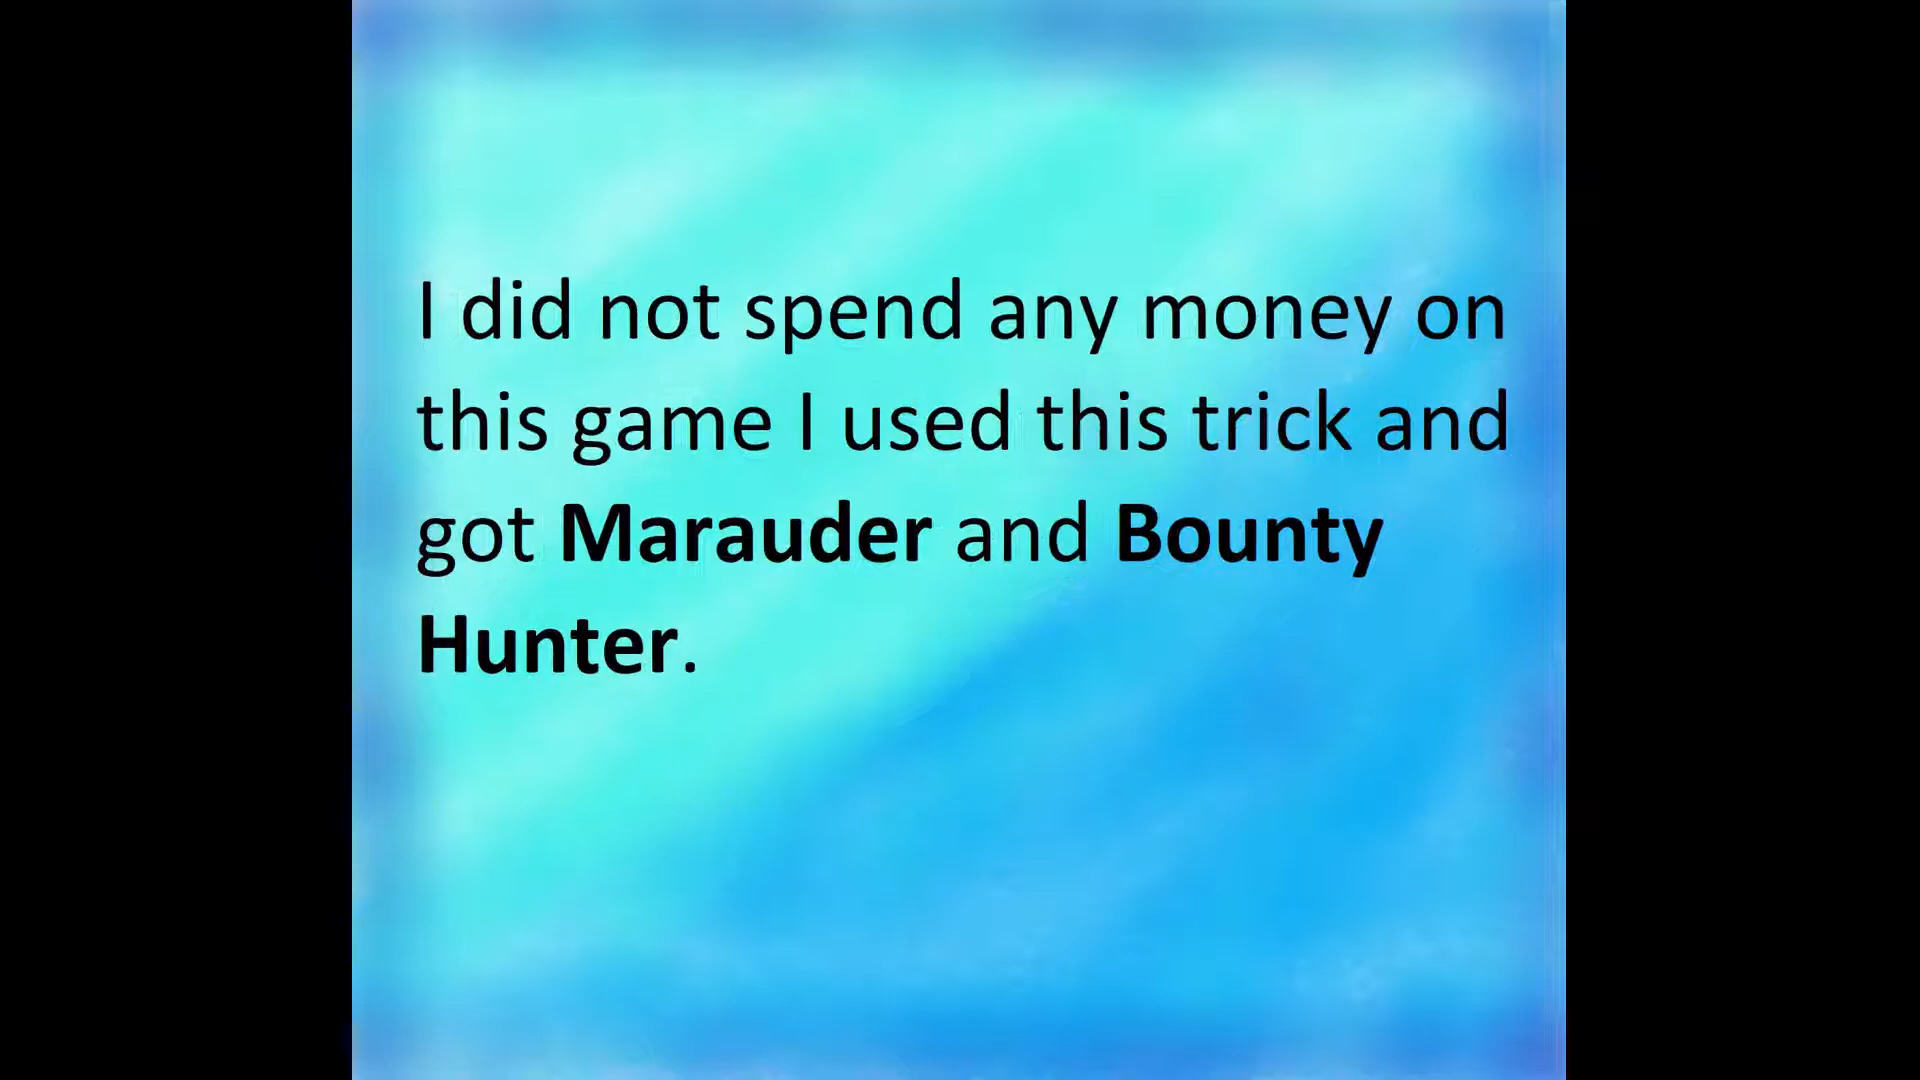 I did not spend any money on
this game I used this trick and
got Marauder and Bounty
Hunter.